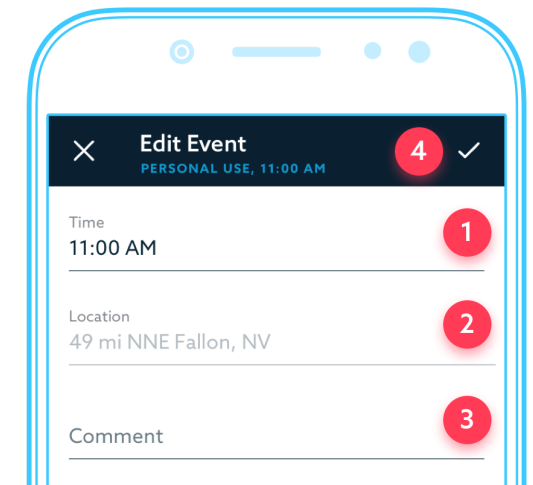 Edit Event
PERSONAL USE, 11:00 AM
4
Time
11:00 AM
1
Location
49 mi NNE Fallon, NV
2
Comment
3